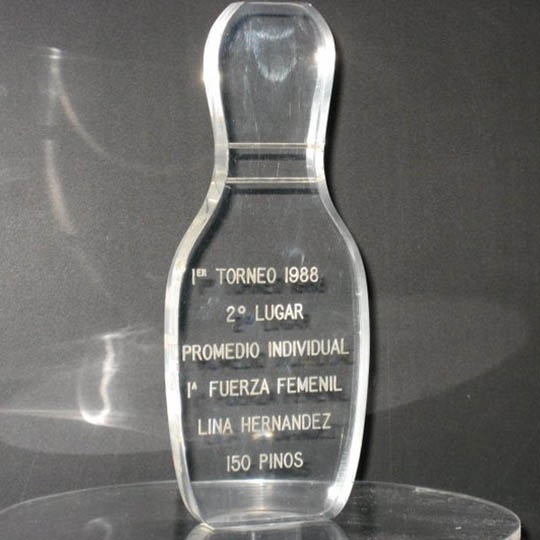 1ER TORNEO 1988
2º LUGAR
PROMEDIO INDIVIDUAL
1ª FUERZA FEMENIL
LINA HERNANDEZ
150 PINOS